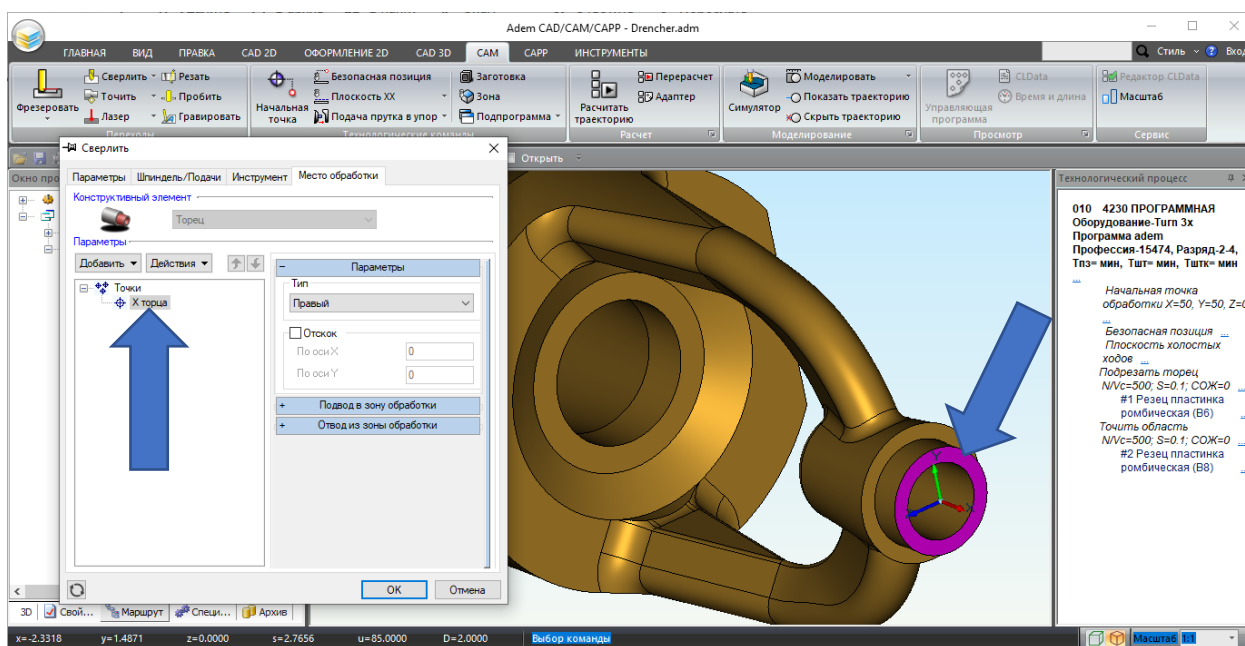 Adem CAD/CAM/CAPP - Drencher.adm
ГЛАВНАЯ ВИД ПРАВКА CAD 2D ОФОРМЛЕНИЕ 2D CAD 3D CAM CAPP ИНСТРУМЕНТЫ
Стиль
Фрезеровать
Сверлить Резать
Точить Пробить
Лазер Гравировать
Переходы
Начальная
точка
Безопасная позиция
Плоскость ХХ
Подача прутка в упор
Заготовка
Зона
Подпрограмма
Технологические команды
Расчитать
траекторию
Перерасчет
Адаптер
Расчет
Симулятор
Моделировать
Показать траекторию
Скрыть траекторию
Моделирование
Управляющая
программа
CLData
Время и длина
Просмотр
Редактор CLData
Масштаб
Сервис
Открыть
Сверлить
Параметры Шпиндель/Подачи Инструмент Место обработки
Конструктивный элемент
Торец
Параметры
Добавить Действия
Точки
X торца
Параметры
Тип
Правый
Отскок
По оси X 0
По оси Y 0
Подвод в зону обработки
Отвод из зоны обработки
OK Отмена
3D Свой... Маршрут Специ... Архив
Y
X
Технологический процесс
010 4230 ПРОГРАММНАЯ
Оборудование-Turn 3x
Программа adem
Профессия-15474, Разряд-2-4,
Тпз= мин, Тшт= мин, Тштк= мин
...
Начальная точка
обработки X=50, Y=50,
...
Безопасная позиция ...
Плоскость холостых
ходов ...
Подрезать торец
N/Vc=500; S=0.1; СОЖ=0 ...
#1 Резец пластинка
ромбическая (B6) ...
Точить область
N/Vc=500; S=0.1; СОЖ=0 ...
#2 Резец пластинка
ромбическая (B8) ...
x=-2.3318 y=1.4871 z=0.0000 s=2.7656 u=85.0000 D=2.0000 Выбор команды Масштаб 1:1